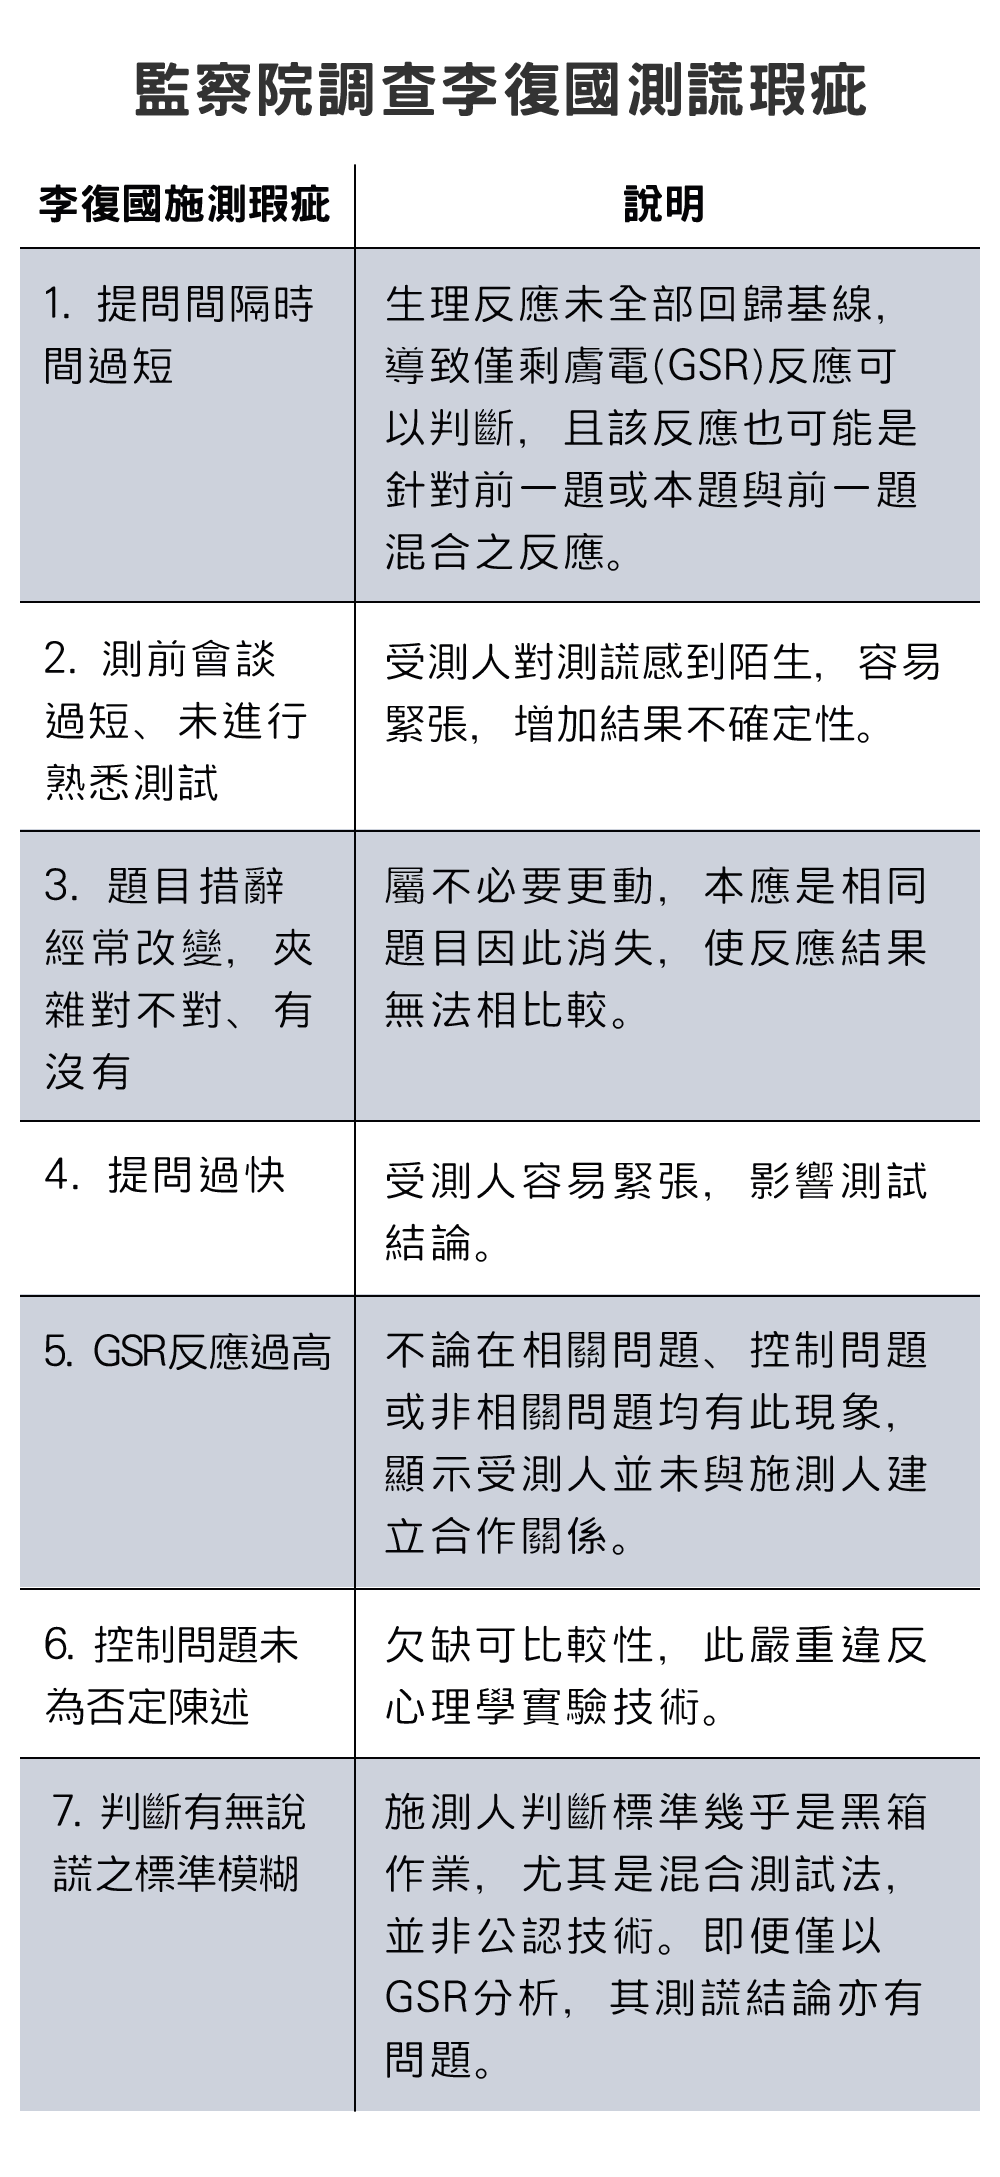 監察院調查李復國測謊瑕疵
李復國施測瑕疵
說明
1. 提問間隔時
間過短
生理反應未全部回歸基線,
導致僅剩膚電(GSR)反應可
以判斷, 且該反應也可能是
針對前一題或本題與前一題
混合之反應。
2. 測前會談
過短、未進行
熟悉測試
受測人對測謊感到陌生, 容易
緊張, 增加結果不確定性。
3. 題目措辭
經常改變, 夾
雜對不對、有
沒有
屬不必要更動, 本應是相同
題目因此消失, 使反應結果
無法相比較。
4. 提問過快
受測人容易緊張, 影響測試
結論。
5. GSR反應過高
不論在相關問題、控制問題
或非相關問題均有此現象,
顯示受測人並未與施測人建
立合作關係。
6. 控制問題未
為否定陳述
欠缺可比較性, 此嚴重違反
心理學實驗技術。
7. 判斷有無說
謊之標準模糊
施測人判斷標準幾乎是黑箱
作業, 尤其是混合測試法,
並非公認技術。即便僅以
GSR分析, 其測謊結論亦有
問題。